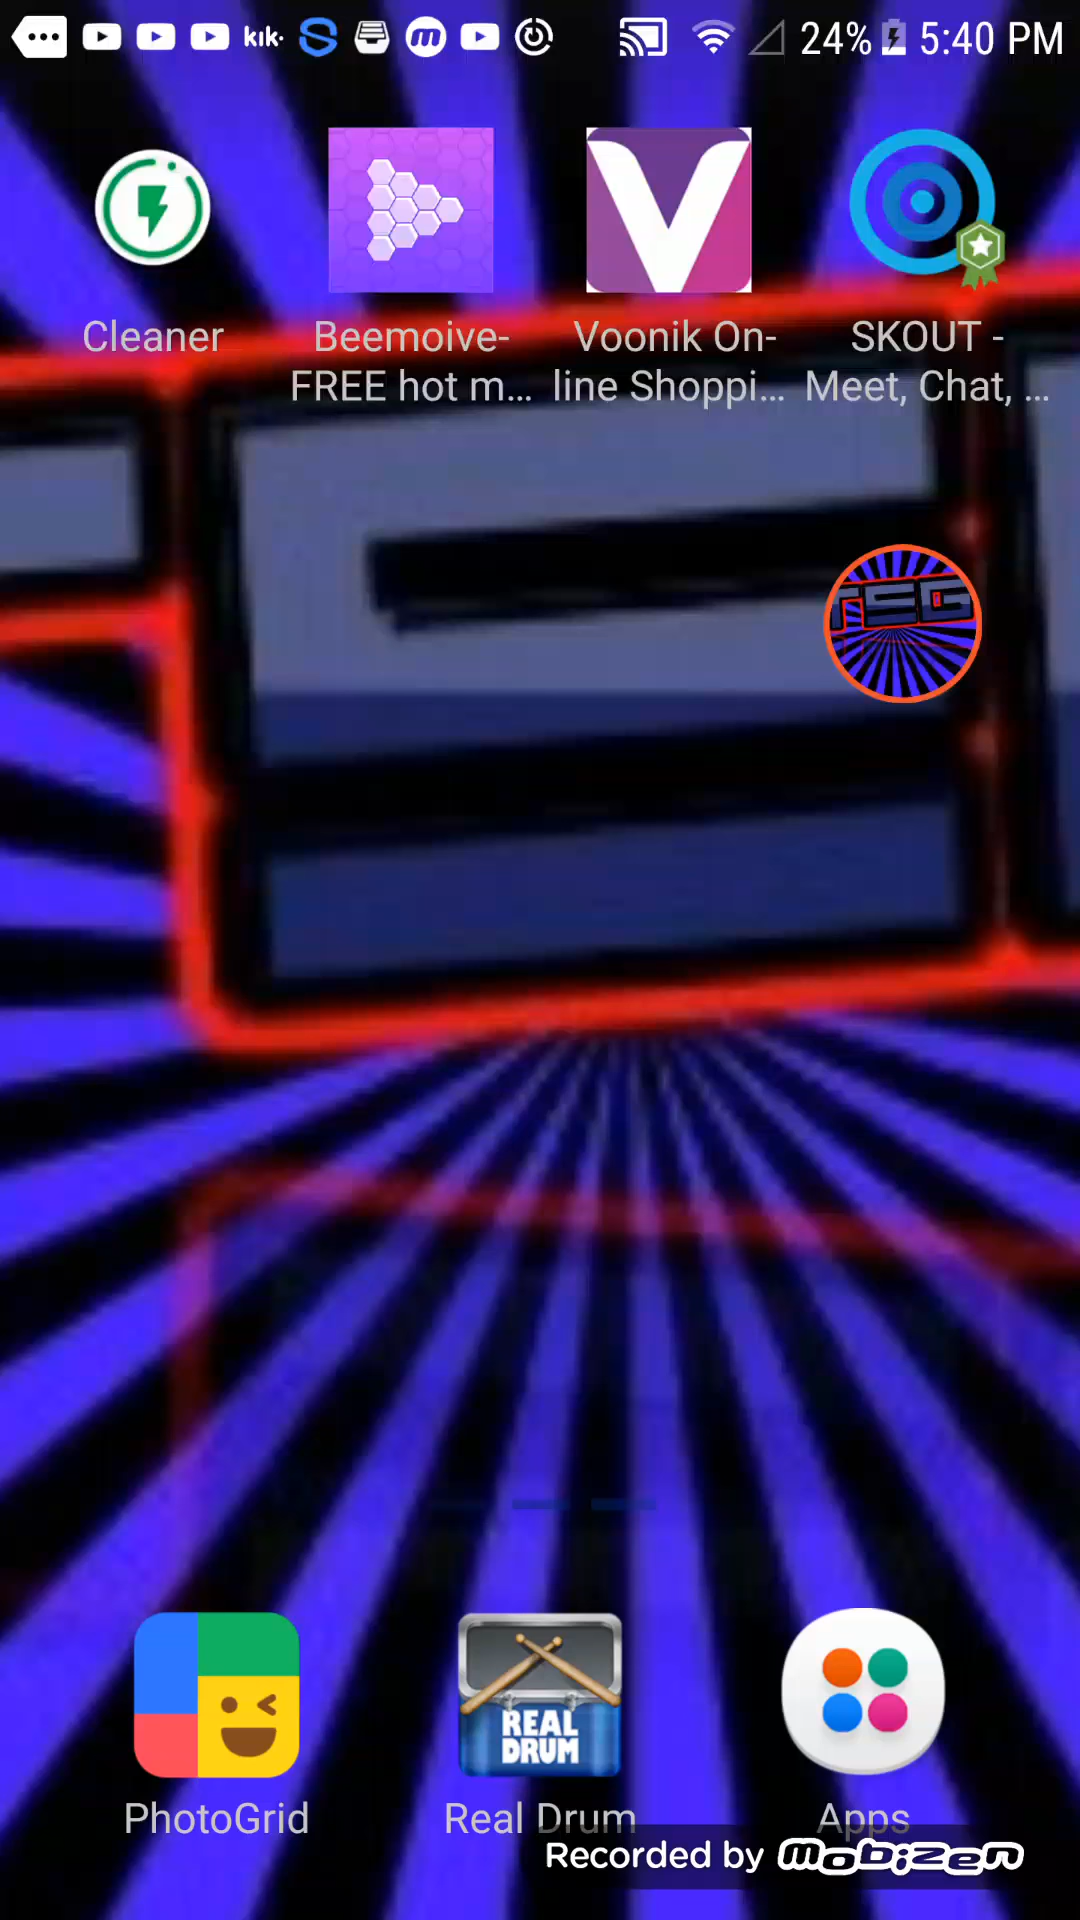 kik.
24% 5:40 PM
Cleaner
Beemoive-
FREE hot m...
Voonik On-
line Shoppi...
SKOUT -
Meet, Chat, ...
PhotoGrid
REAL
DRUM
Real Drum
Apps
Recorded by mobizen